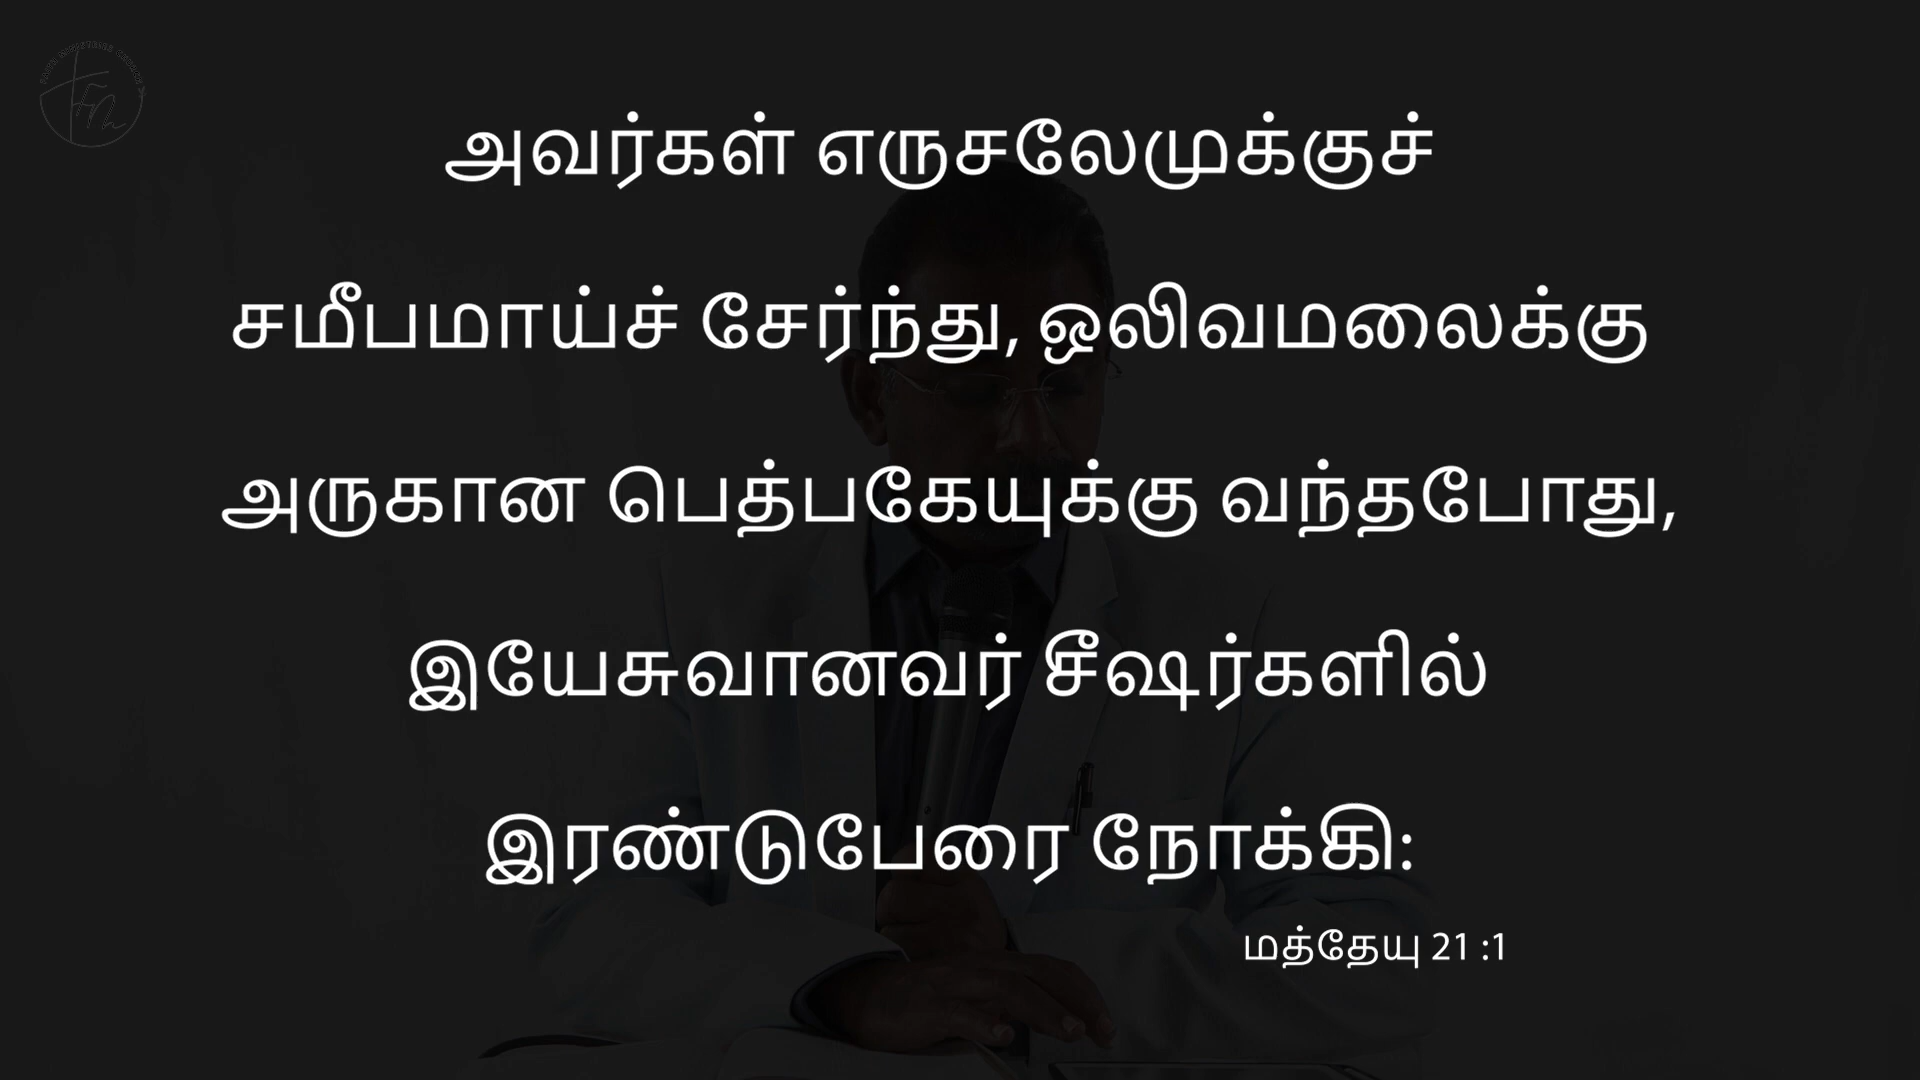 அவர்கள் எருசலேமுக்குச்
சமீபமாய்ச் சேர்ந்து, ஒலிவமலைக்கு
அருகான பெத்பகேயுக்கு வந்தபோது,
இயேசுவானவர் சீஷர்களில்
இரண்டுபேரை நோக்கி:
மத்தேயு 21 :1